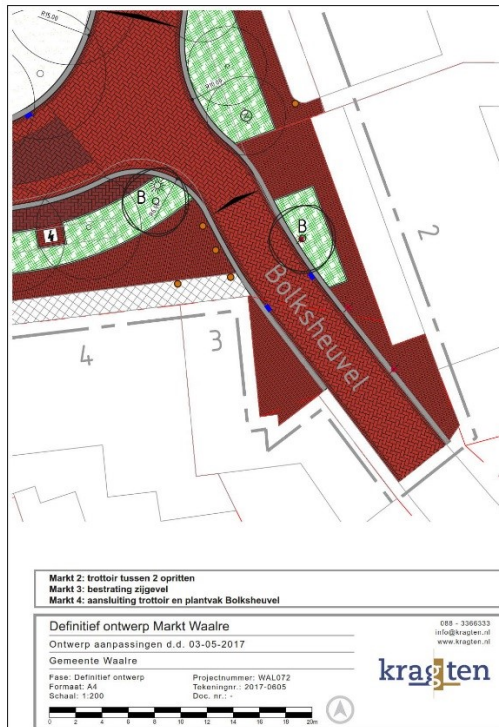 R15.00
R10.00
B
B
Bolksheuvel
2
3
4
Markt 2: trottoir tussen 2 opritten
Markt 3: bestrating zijgevel
Markt 4: aansluiting trottoir en plantvak Bolksheuvel
Definitief ontwerp Markt Waalre
Ontwerp aanpassingen d.d. 03-05-2017
Gemeente Waalre
Fase: Definitief ontwerp
Formaat: A4
Schaal: 1:200
Projectnummer: WAL072
Tekeningnr.: 2017-0605
Doc. nr.: -
0 2 4 6 8 10 12 14 16 18 20m
088 - 3366333
info@kragten.nl
www.kragten.nl
kragten